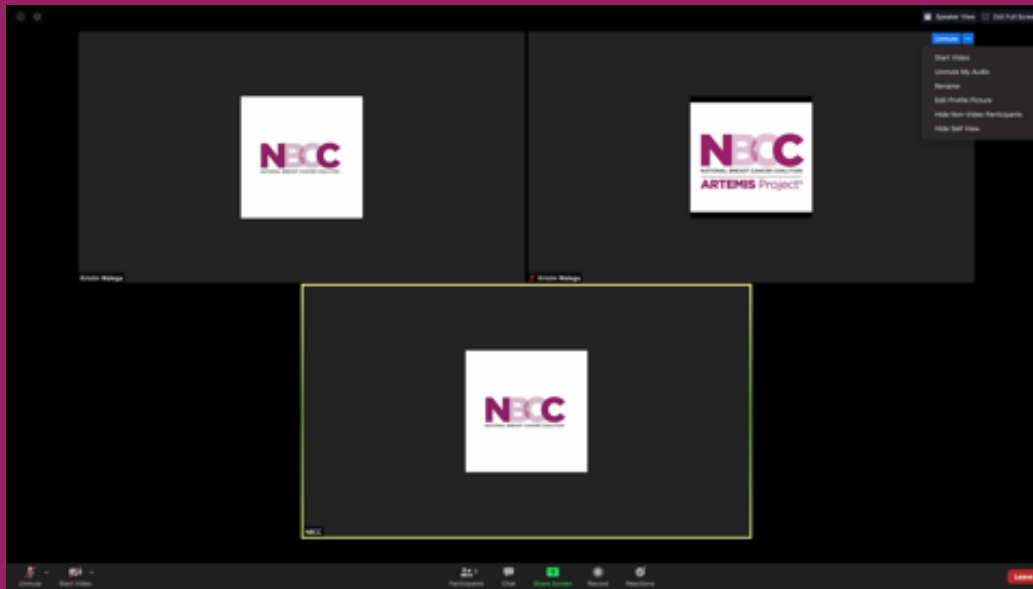 Speaker View
Exit Full Screen
Unmute
Start Video
Unmute My Audio
Rename
Edit Profile Picture
Hide Non-Video Participants
Hide Self View
NBCC
NATIONAL BREAST CANCER COALITION
NBCC
NATIONAL BREAST CANCER COALITION
ARTEMIS Project
Kristin Malega
Kristin Malega
NBCC
NATIONAL BREAST CANCER COALITION
NBCC
Unmute
Start Video
Participants
Chat
Share Screen
Record
Reactions
Leave